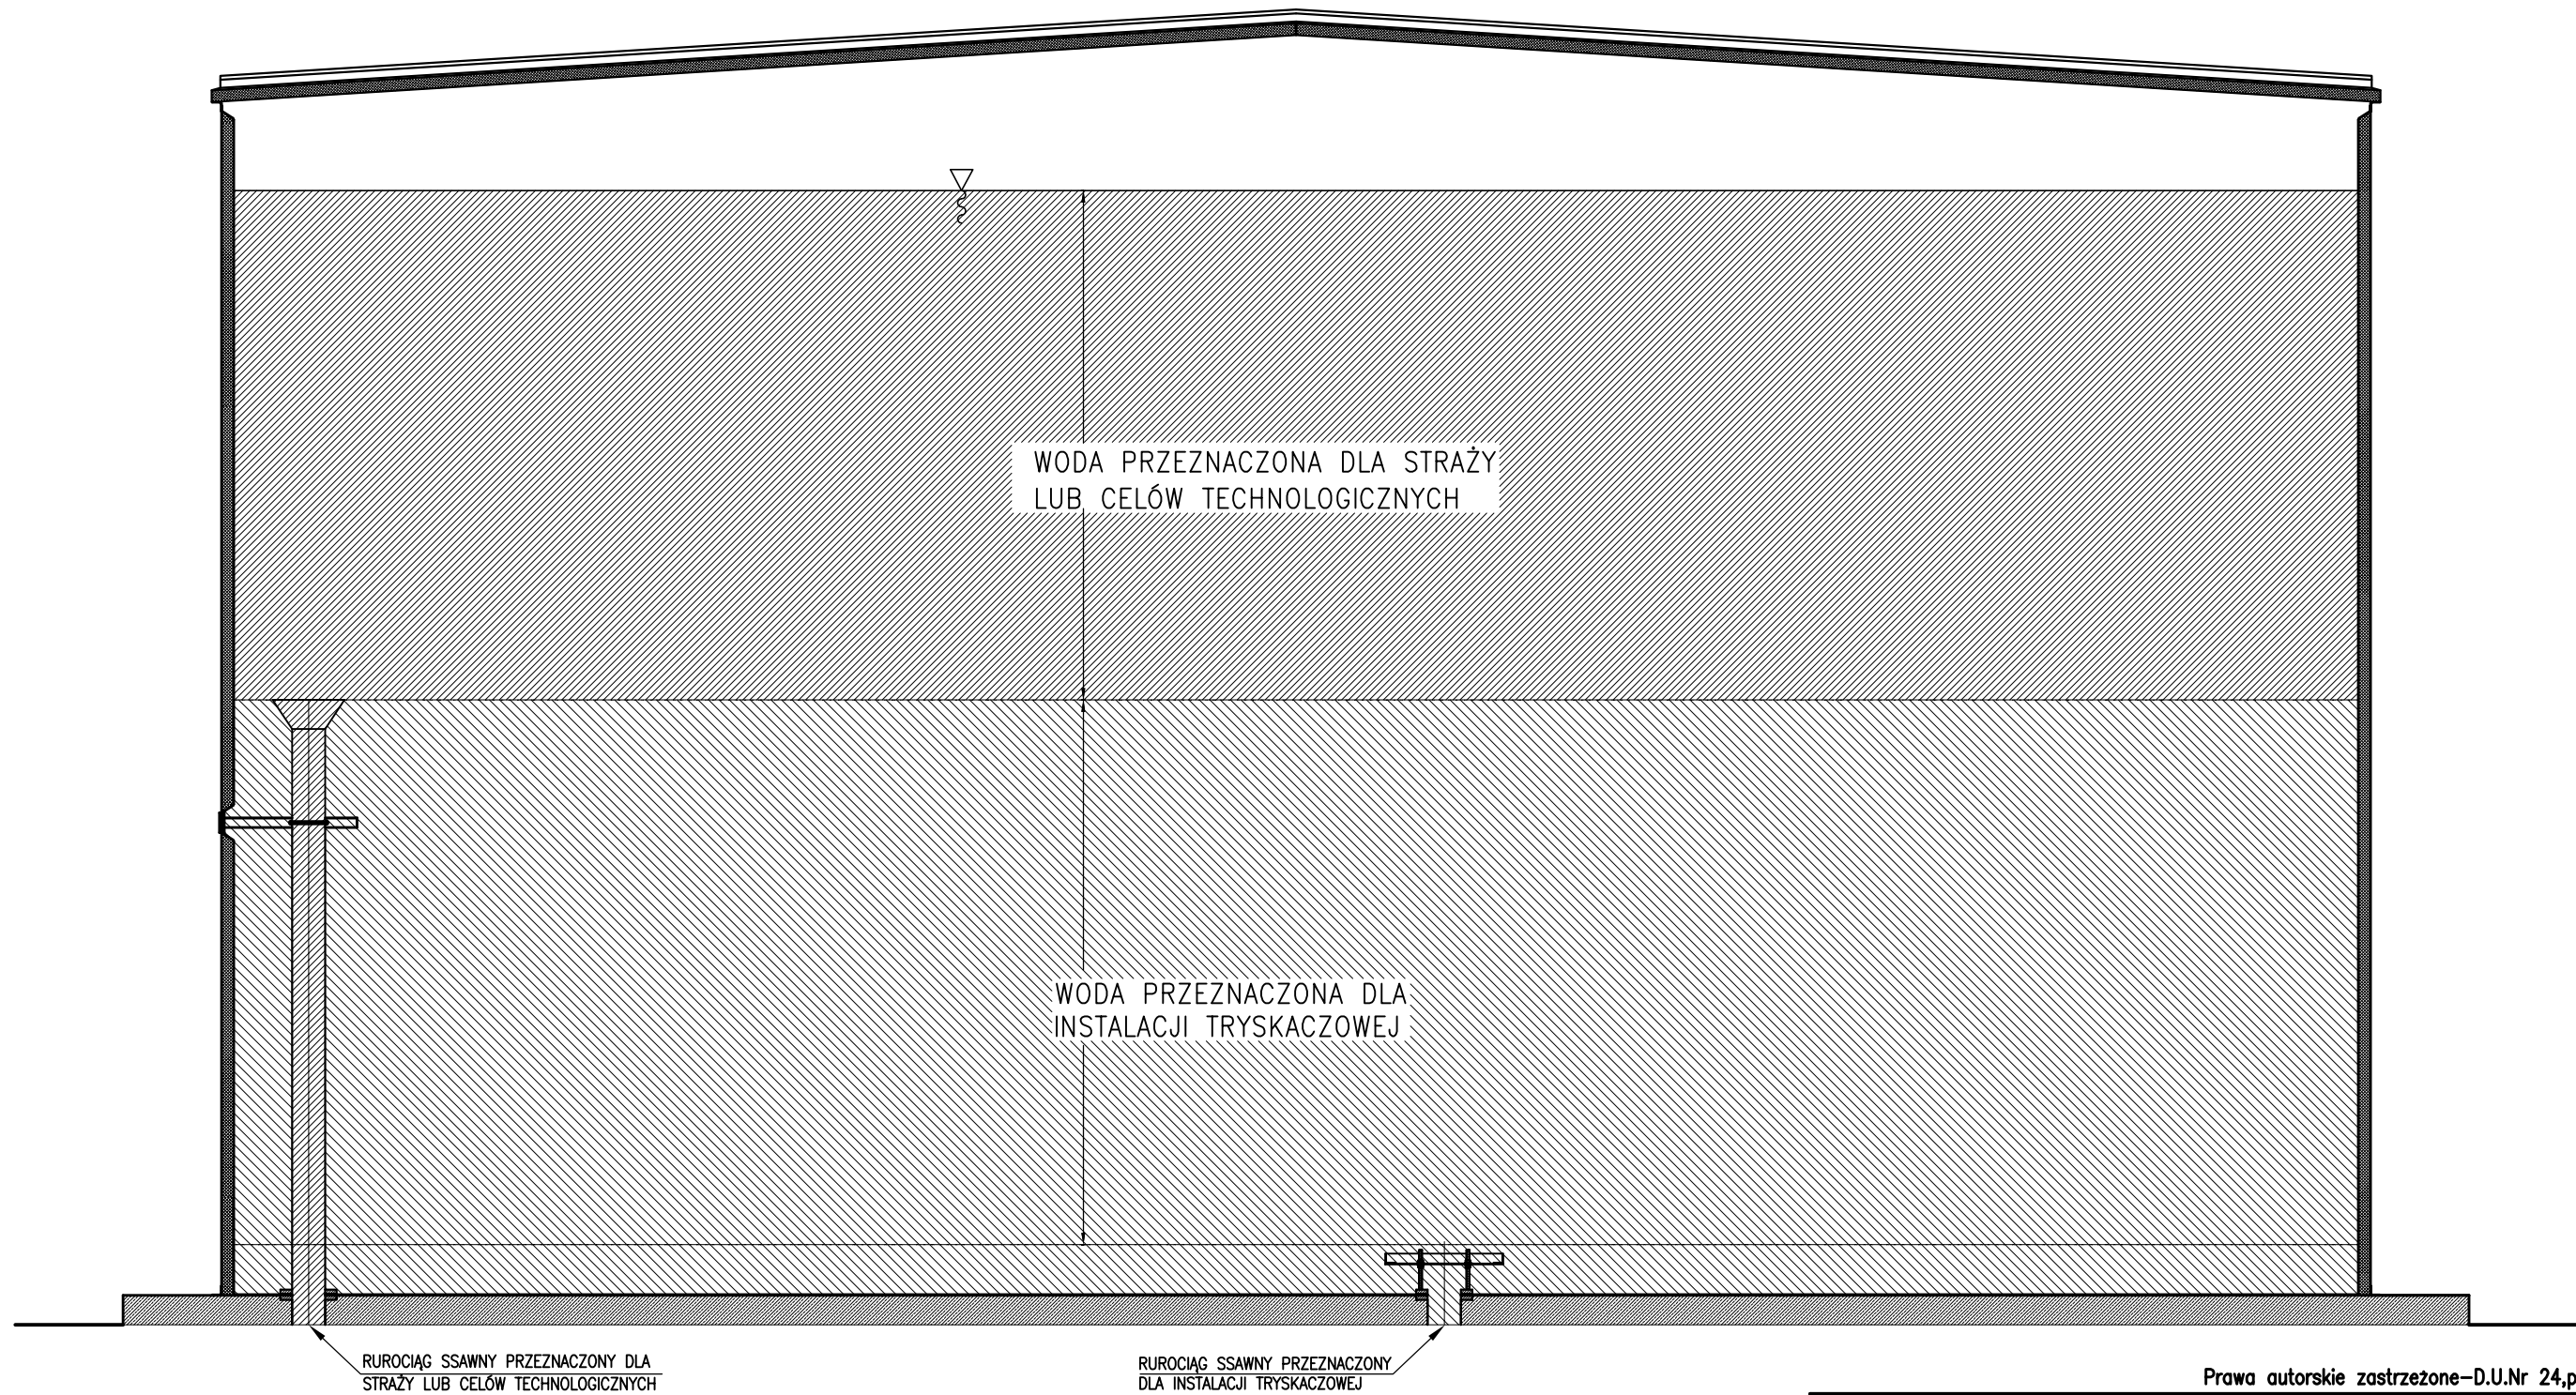 WODA PRZEZNACZONA DLA STRAŻY
LUB CELÓW TECHNOLOGICZNYCH
WODA PRZEZNACZONA DLA
INSTALACJI TRYSKACZOWEJ
RUROCIĄG SSAWNY PRZEZNACZONY DLA
STRAŻY LUB CELÓW TECHNOLOGICZNYCH
RUROCIĄG SSAWNY PRZEZNACZONY
DLA INSTALACJI TRYSKACZOWEJ
Prawa autorskie zastrzeżone-D.U.Nr 24,p